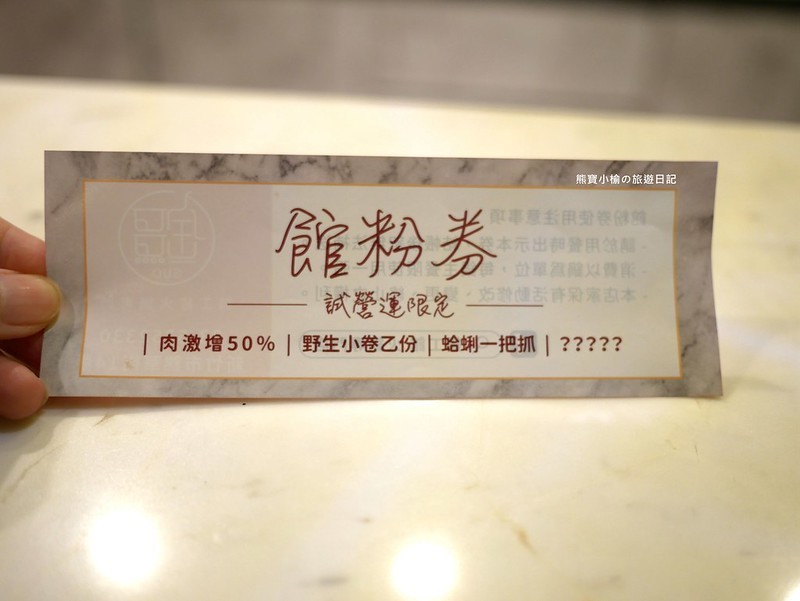 熊寶小榆の旅遊日記
館粉券
試營運限定
| 肉激增50% | 野生小卷乙份 | 蛤蜊一把抓 | ?????